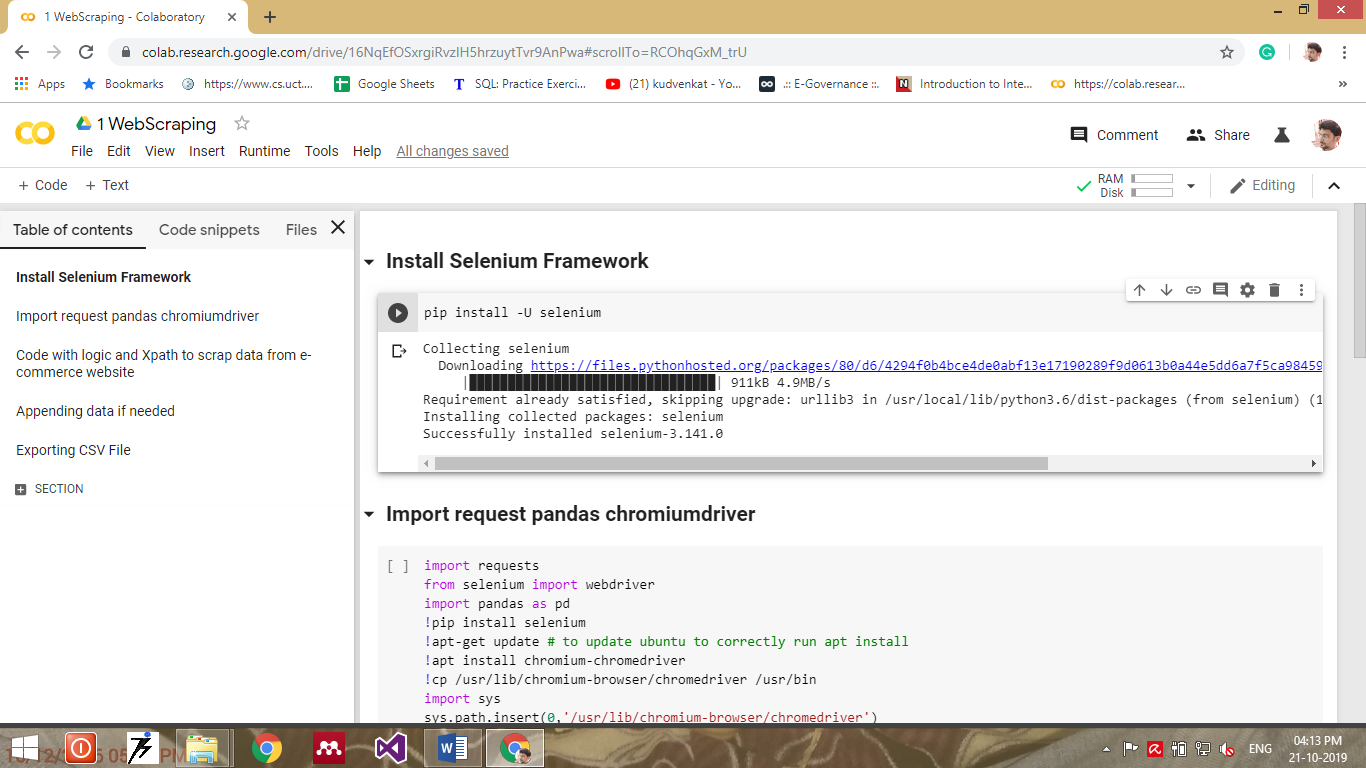 1 WebScraping - Colaboratory
colab.research.google.com/drive/16NqEfOSxrgiRvzIH5hrzuytTvr9AnPwa#scrollTo=RCOhqGxM_trU
Apps Bookmarks https://www.cs.uct.... Google Sheets SQL: Practice Exerci... (21) kudvenkat - Yo... .:: E-Governance ::. Introduction to Inte... https://colab.resear... »
1 WebScraping
File Edit View Insert Runtime Tools Help All changes saved
Comment Share
+ Code + Text
RAM
Disk
Editing
Table of contents Code snippets Files
Install Selenium Framework
Import request pandas chromiumdriver
Code with logic and Xpath to scrap data from e-
commerce website
Appending data if needed
Exporting CSV File
SECTION
Install Selenium Framework
pip install -U selenium
Collecting selenium
Downloading https://files.pythonhosted.org/packages/80/d6/4294f0b4bce4de0abf13e17190289f9d0613b0a44e5dd6a7f5ca98459
|████████████████████████████████| 911kB 4.9MB/s
Requirement already satisfied, skipping upgrade: urllib3 in /usr/local/lib/python3.6/dist-packages (from selenium) (1
Installing collected packages: selenium
Successfully installed selenium-3.141.0
Import request pandas chromiumdriver
[ ] import requests
from selenium import webdriver
import pandas as pd
!pip install selenium
!apt-get update # to update ubuntu to correctly run apt install
!apt install chromium-chromedriver
!cp /usr/lib/chromium-browser/chromedriver /usr/bin
import sys
sys.path.insert(0,'/usr/lib/chromium-browser/chromedriver')
ENG
04:13 PM
21-10-2019